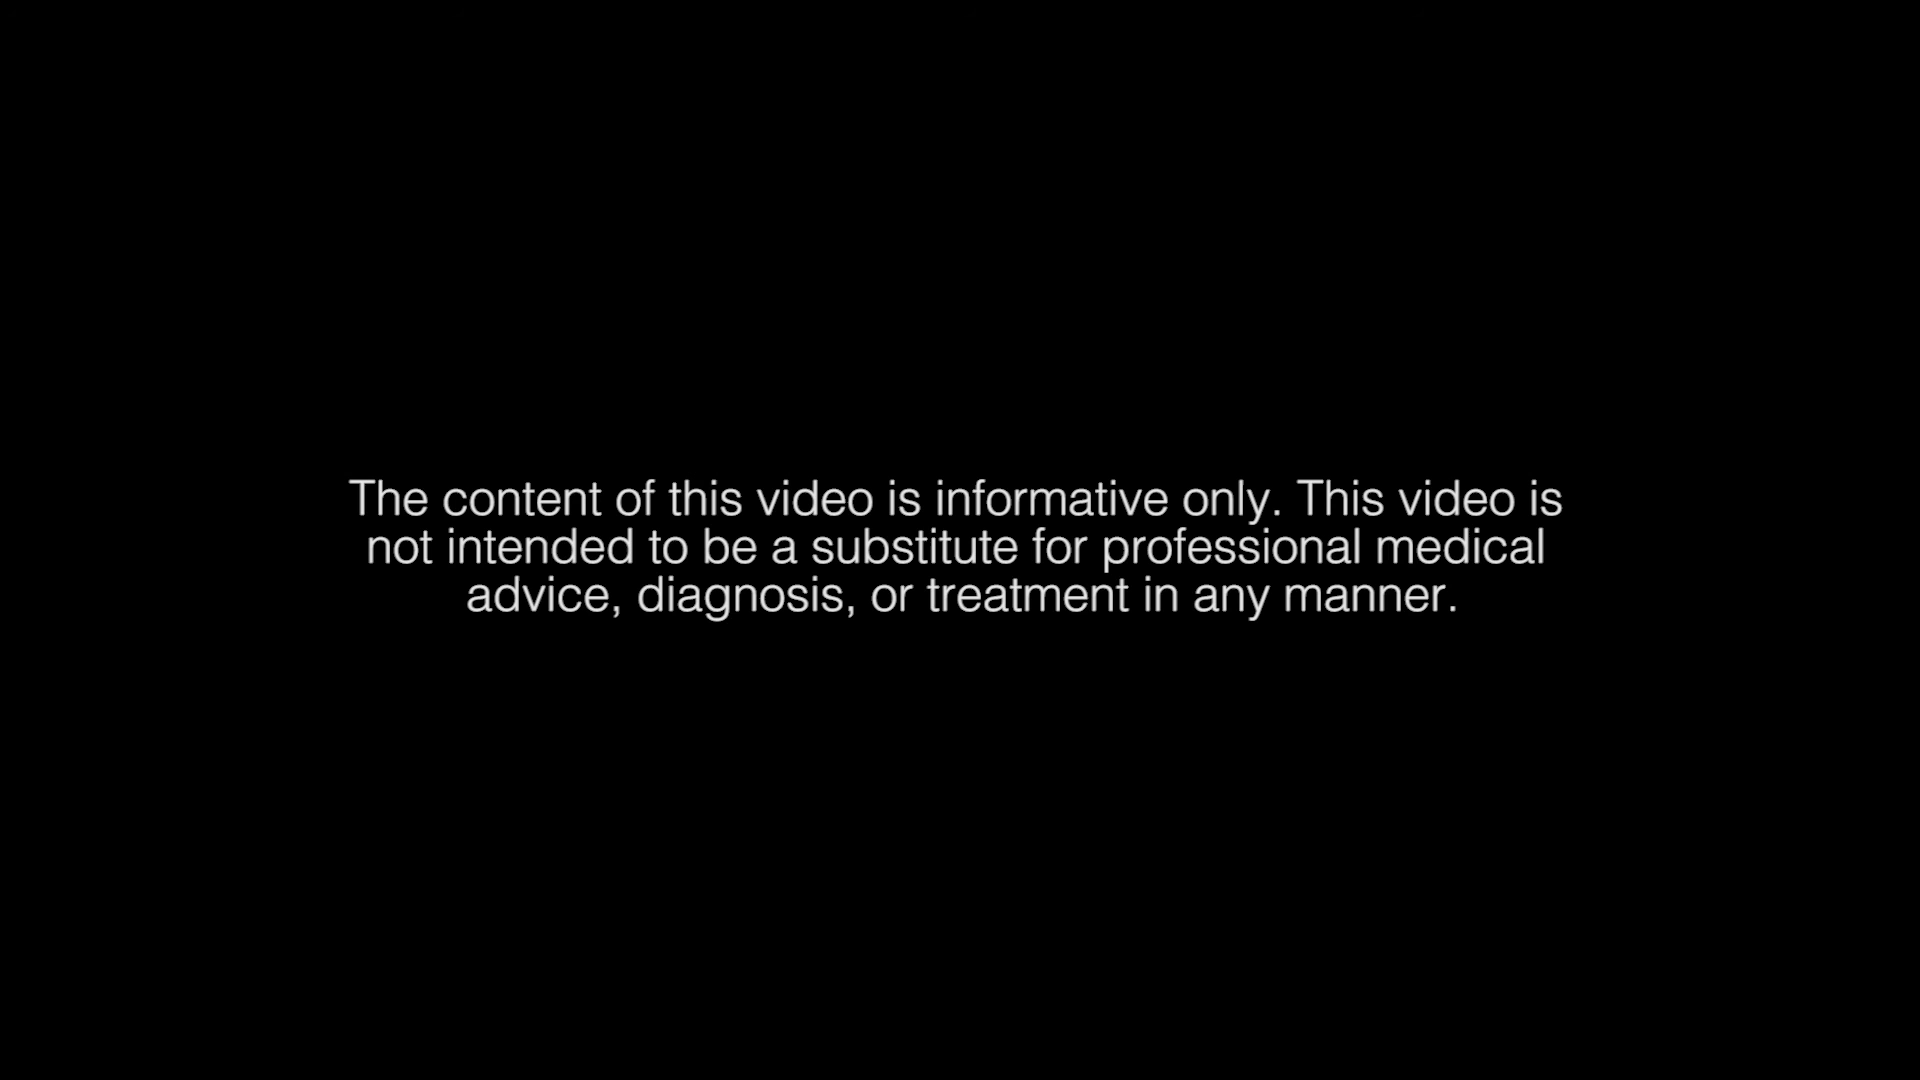 The content of this video is informative only. This video is
not intended to be a substitute for professional medical
advice, diagnosis, or treatment in any manner.